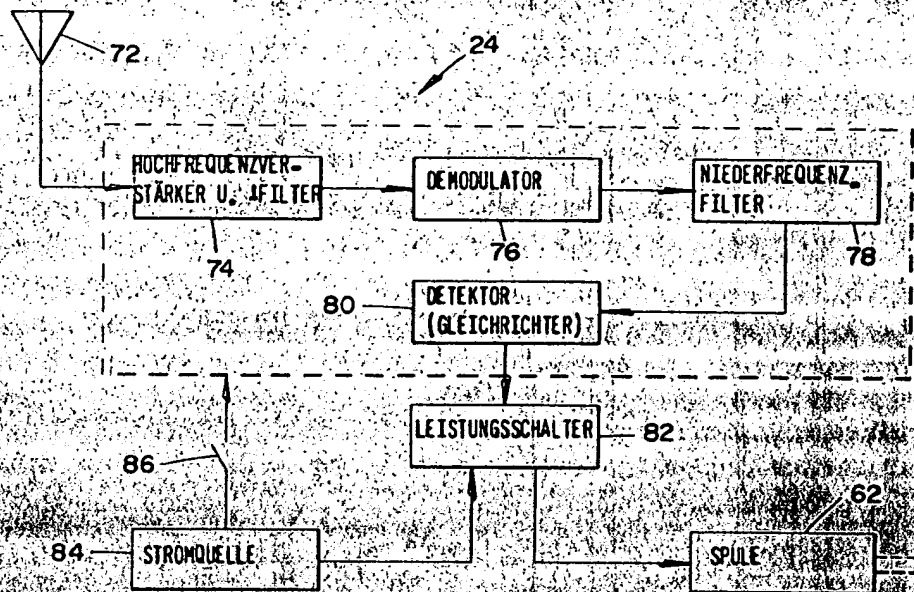 72
24
HOCHFREQUENZVER-
STÄRKER U. -FILTER
DEMODULATOR
NIEDERFREQUENZ-
FILTER
74
76
78
80
DETEKTOR
(GLEICHRICHTER)
LEISTUNGSSCHALTER
82
86
62
84
STROMQUELLE
SPULE